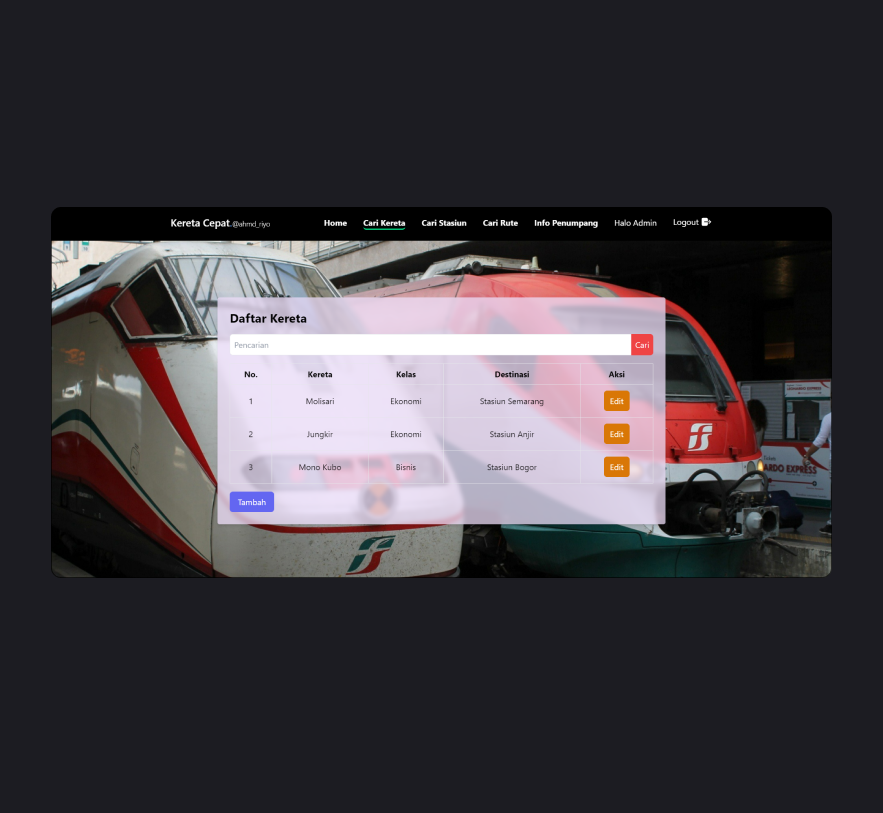 Kereta Cepat.@ahmd_riyo Home Cari Kereta Cari Stasiun Cari Rute Info Penumpang Halo Admin Logout
Daftar Kereta
Pencarian Cari
No. Kereta Kelas Destinasi Aksi
1 Molisari Ekonomi Stasiun Semarang Edit
2 Jungkir Ekonomi Stasiun Anjir Edit
3 Mono Kubo Bisnis Stasiun Bogor Edit
Tambah
ARDO EXPRESS